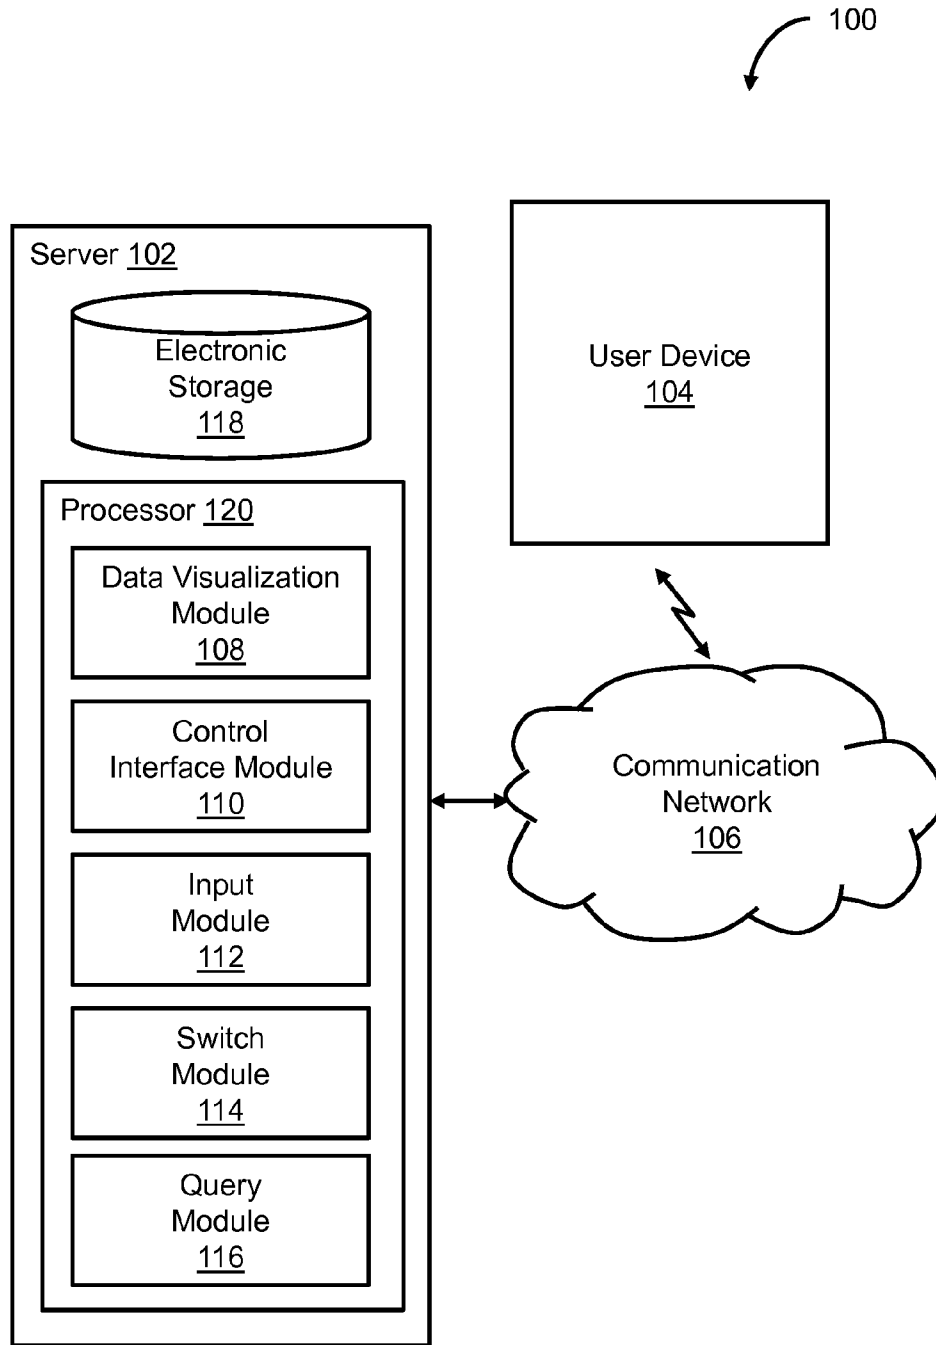 100
Server 102
Electronic
Storage
118
Processor 120
Data Visualization
Module
108
Control
Interface Module
110
Input
Module
112
Switch
Module
114
Query
Module
116
User Device
104
Communication
Network
106